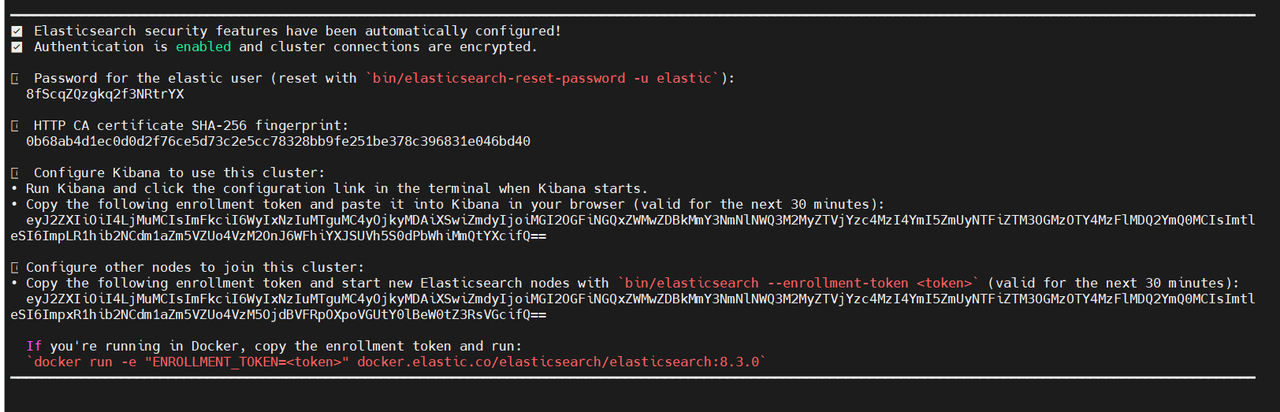 Elasticsearch security features have been automatically configured!
Authentication is enabled and cluster connections are encrypted.
Password for the elastic user (reset with `bin/elasticsearch-reset-password -u elastic`):
8fScqZQzgkq2f3NRtrYX
HTTP CA certificate SHA-256 fingerprint:
0b68ab4d1ec0d0d2f76ce5d73c2e5cc78328bb9fe251be378c396831e046bd40
Configure Kibana to use this cluster:
• Run Kibana and click the configuration link in the terminal when Kibana starts.
• Copy the following enrollment token and paste it into Kibana in your browser (valid for the next 30 minutes):
eyJ2ZXIiOiI4LjMuMCIsImFkciI6WyIxNzIuMTguMC4yOjkyMDAiXSwiZmdyIjoiMGI2OGFiNGQxZWMwZDBkMmY3NmNlNWQ3M2MyZTVjYzc4MzI4YmI5ZmUyNTFiZTM3OGMzOTY4MzFlMDQ2YmQ0MCIsImtl
eSI6ImpLR1hib2NCdm1aZm5VZUo4VzM2OnJ6WFhiYXJSUVh5S0dPbWhiMmQtYXcifQ==
Configure other nodes to join this cluster:
• Copy the following enrollment token and start new Elasticsearch nodes with `bin/elasticsearch --enrollment-token <token>` (valid for the next 30 minutes):
eyJ2ZXIiOiI4LjMuMCIsImFkciI6WyIxNzIuMTguMC4yOjkyMDAiXSwiZmdyIjoiMGI2OGFiNGQxZWMwZDBkMmY3NmNlNWQ3M2MyZTVjYzc4MzI4YmI5ZmUyNTFiZTM3OGMzOTY4MzFlMDQ2YmQ0MCIsImtl
eSI6ImpxR1hib2NCdm1aZm5VZUo4VzM5OjdBVFRpOXpoVGUtY0lBeW0tZ3RsVGcifQ==
If you're running in Docker, copy the enrollment token and run:
`docker run -e "ENROLLMENT_TOKEN=<token>" docker.elastic.co/elasticsearch/elasticsearch:8.3.0`